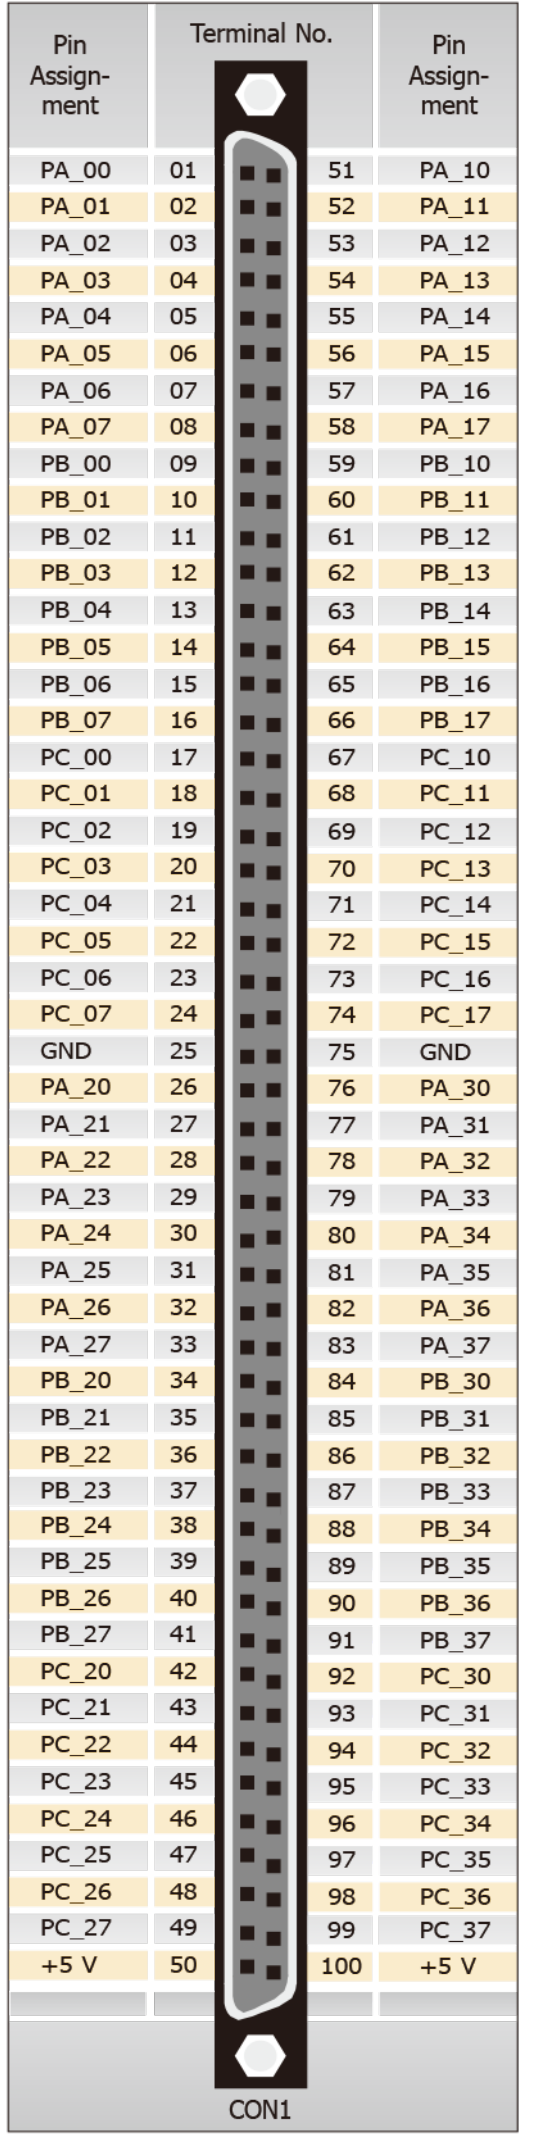 Pin Assign- ment Terminal No. Pin Assign- ment
PA_00 01 51 PA_10
PA_01 02 52 PA_11
PA_02 03 53 PA_12
PA_03 04 54 PA_13
PA_04 05 55 PA_14
PA_05 06 56 PA_15
PA_06 07 57 PA_16
PA_07 08 58 PA_17
PB_00 09 59 PB_10
PB_01 10 60 PB_11
PB_02 11 61 PB_12
PB_03 12 62 PB_13
PB_04 13 63 PB_14
PB_05 14 64 PB_15
PB_06 15 65 PB_16
PB_07 16 66 PB_17
PC_00 17 67 PC_10
PC_01 18 68 PC_11
PC_02 19 69 PC_12
PC_03 20 70 PC_13
PC_04 21 71 PC_14
PC_05 22 72 PC_15
PC_06 23 73 PC_16
PC_07 24 74 PC_17
GND 25 75 GND
PA_20 26 76 PA_30
PA_21 27 77 PA_31
PA_22 28 78 PA_32
PA_23 29 79 PA_33
PA_24 30 80 PA_34
PA_25 31 81 PA_35
PA_26 32 82 PA_36
PA_27 33 83 PA_37
PB_20 34 84 PB_30
PB_21 35 85 PB_31
PB_22 36 86 PB_32
PB_23 37 87 PB_33
PB_24 38 88 PB_34
PB_25 39 89 PB_35
PB_26 40 90 PB_36
PB_27 41 91 PB_37
PC_20 42 92 PC_30
PC_21 43 93 PC_31
PC_22 44 94 PC_32
PC_23 45 95 PC_33
PC_24 46 96 PC_34
PC_25 47 97 PC_35
PC_26 48 98 PC_36
PC_27 49 99 PC_37
+5 V 50 100 +5 V
CON1